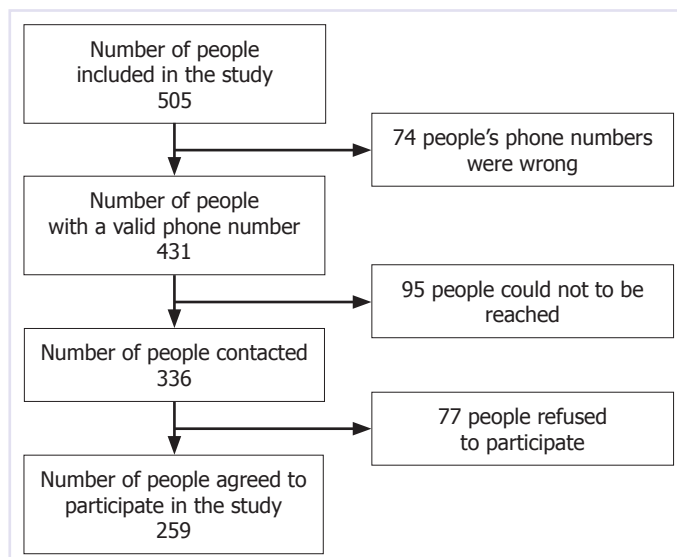 Number of people
included in the study
505
74 people’s phone numbers
were wrong
Number of people
with a valid phone number
431
95 people could not to be
reached
Number of people contacted
336
77 people refused
to participate
Number of people agreed to
participate in the study
259